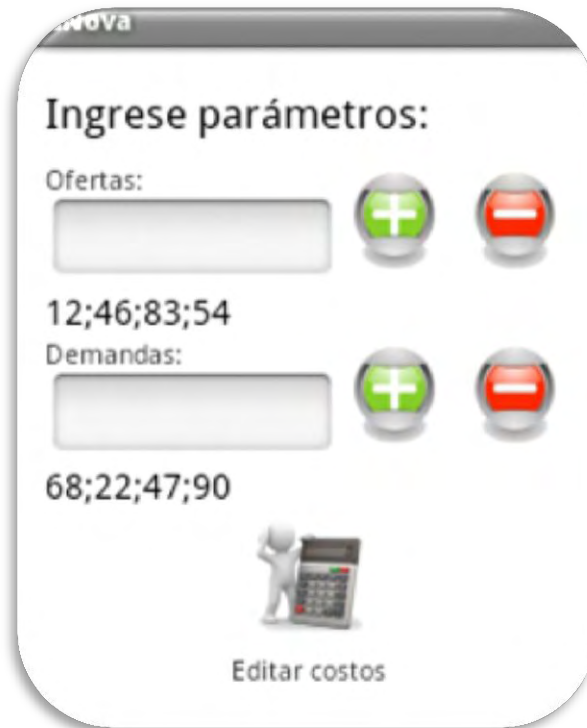 Ingrese parámetros:
Ofertas:
12;46;83;54
Demandas:
68;22;47;90
Editar costos